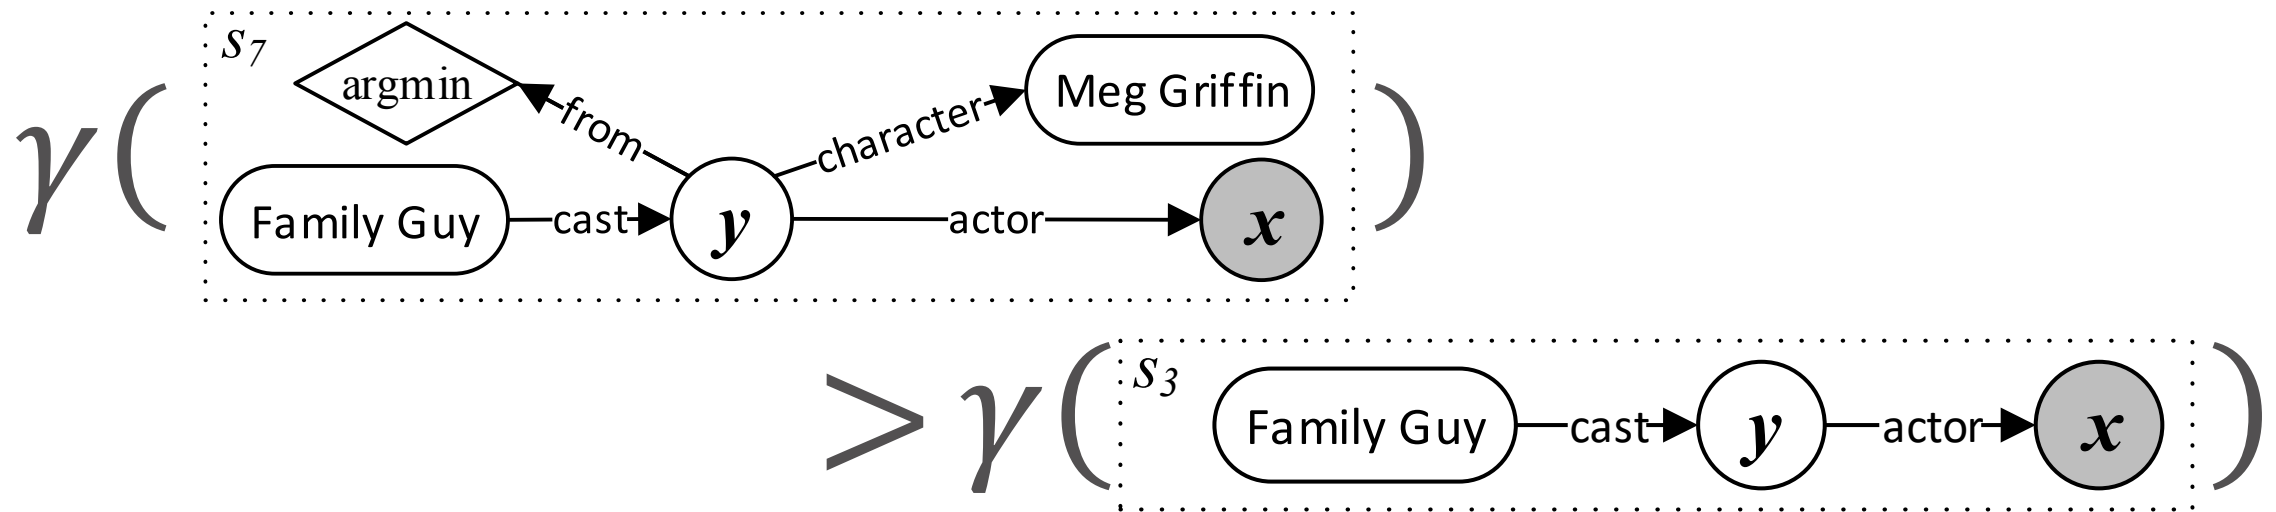 γ( s7 argmin from character Meg Griffin )
Family Guy cast y actor x
> γ( s3 Family Guy cast y actor x )